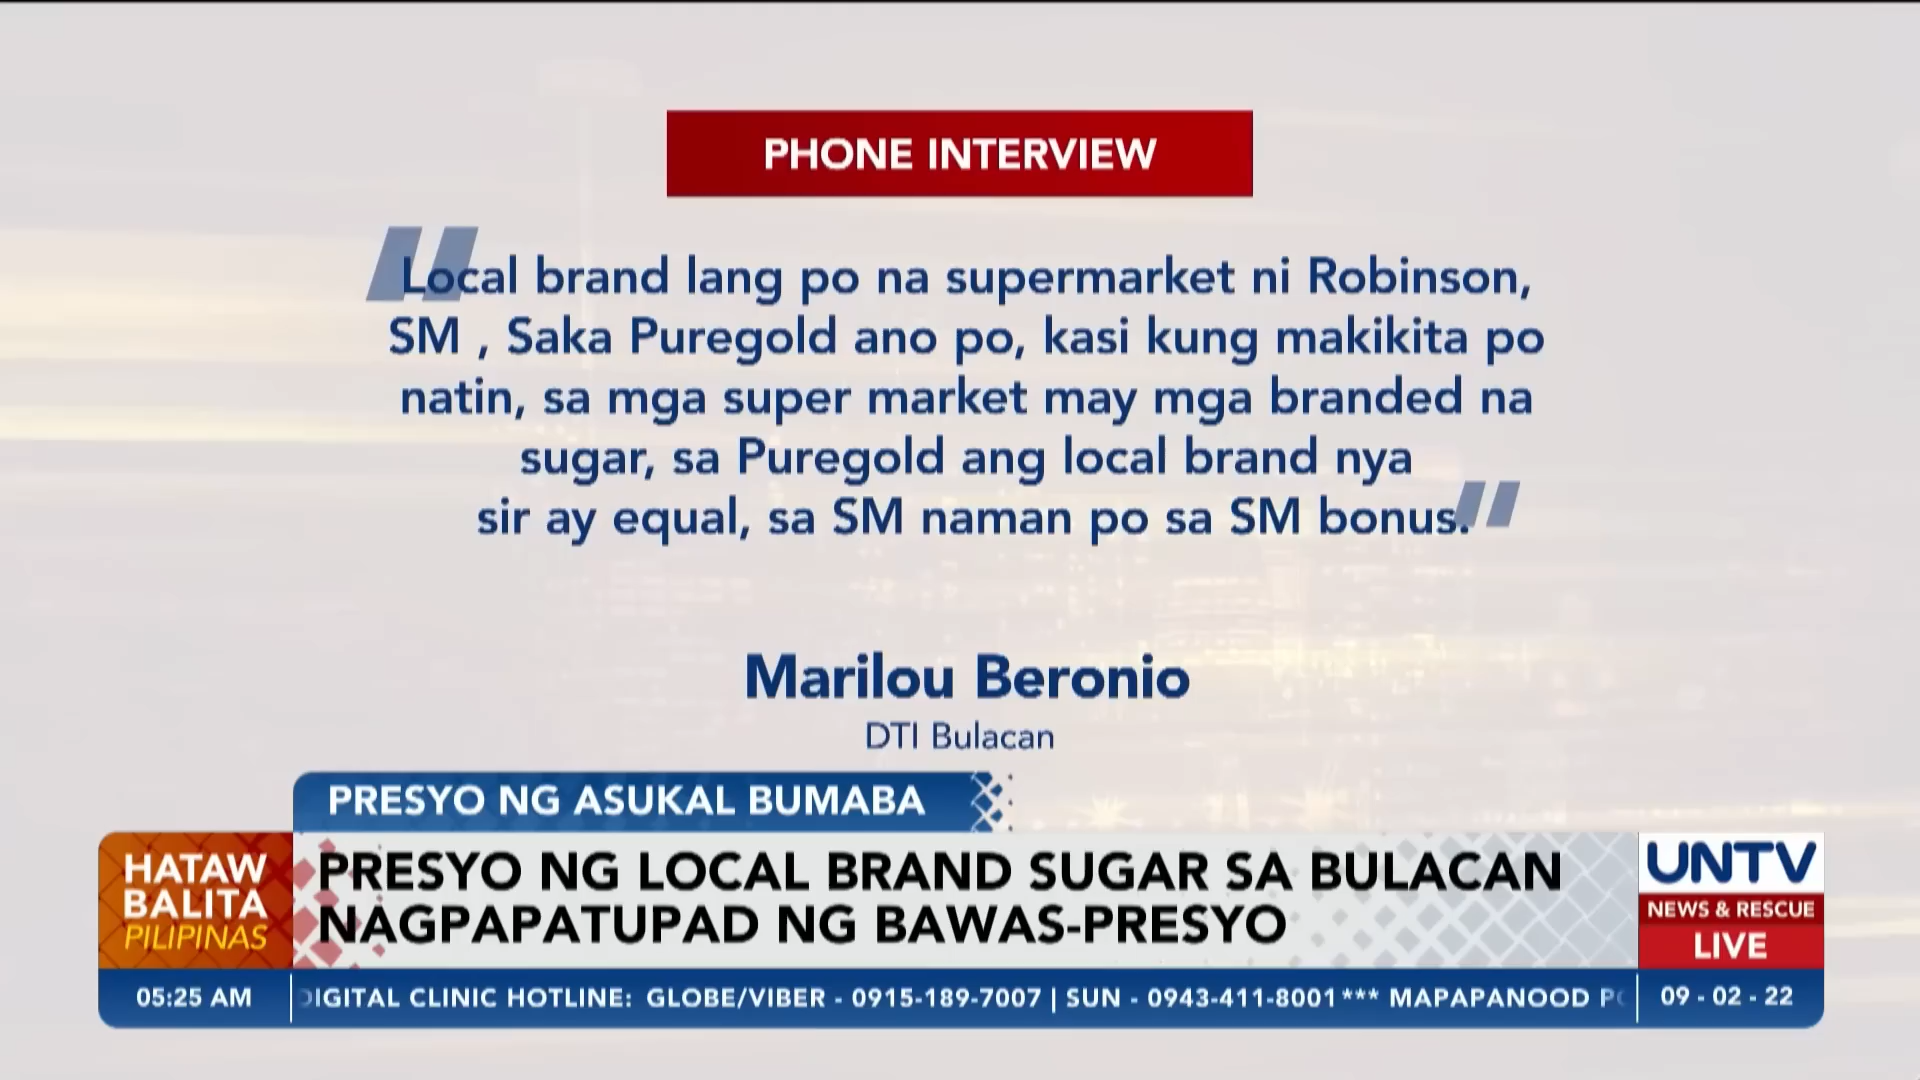 PHONE INTERVIEW
Local brand lang po na supermarket ni Robinson,
SM , Saka Puregold ano po, kasi kung makikita po
natin, sa mga super market may mga branded na
sugar, sa Puregold ang local brand nya
sir ay equal, sa SM naman po sa SM bonus.
Marilou Beronio
DTI Bulacan
PRESYO NG ASUKAL BUMABA
HATAW
BALITA
PILIPINAS
PRESYO NG LOCAL BRAND SUGAR SA BULACAN
NAGPAPATUPAD NG BAWAS-PRESYO
UNTV
NEWS & RESCUE
LIVE
05:25 AM
DIGITAL CLINIC HOTLINE: GLOBE/VIBER - 0915-189-7007 | SUN - 0943-411-8001*** MAPAPANOOD
09 - 02 - 22